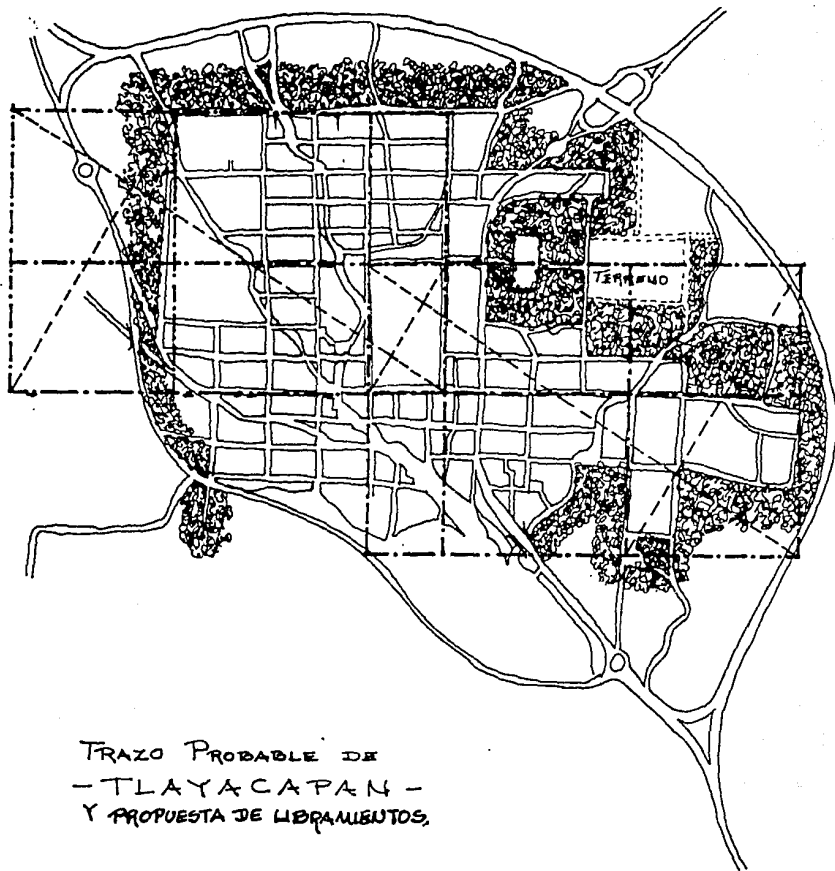 TERRENO
TRAZO PROBABLE DE
- TLAYACAPAN -
Y PROPUESTA DE LIBRAMIENTOS.